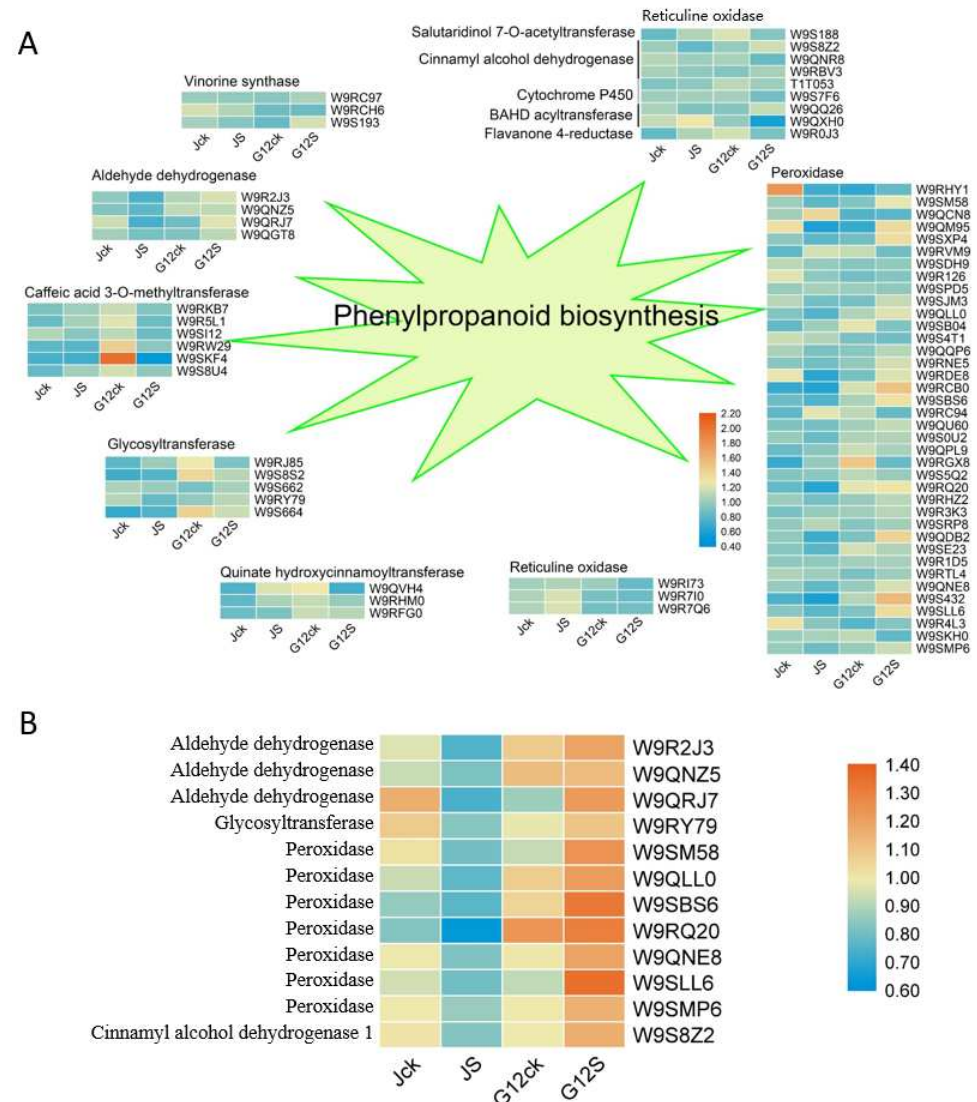 A
Reticuline oxidase
Salutaridinol 7-O-acetyltransferase
W9S188
Cinnamyl alcohol dehydrogenase
W9S8Z2
W9QNR8
W9RBV3
T1T053
Cytochrome P450
W9S7F6
BAHD acyltransferase
W9QQ26
W9QXH0
Flavanone 4-reductase
W9R0J3
Jck JS G12ck G12S
Vinorine synthase
W9RC97
W9RCH6
W9S193
Jck JS G12ck G12S
Aldehyde dehydrogenase
W9R2J3
W9QNZ5
W9QRJ7
W9QGT8
Jck JS G12ck G12S
Caffeic acid 3-O-methyltransferase
W9RKB7
W9R5L1
W9SI12
W9RW29
W9SKF4
W9S8U4
Jck JS G12ck G12S
Phenylpropanoid biosynthesis
Glycosyltransferase
W9RJ85
W9S8S2
W9S662
W9RY79
W9S664
Jck JS G12ck G12S
Quinate hydroxycinnamoyltransferase
W9QVH4
W9RHM0
W9RFG0
Jck JS G12ck G12S
Reticuline oxidase
W9RI73
W9R7I0
W9R7Q6
Jck JS G12ck G12S
2.20
2.00
1.80
1.60
1.40
1.20
1.00
0.80
0.60
0.40
Peroxidase
W9RHY1
W9SM58
W9QCN8
W9QM95
W9SXP4
W9RVM9
W9SDH9
W9R126
W9SPD5
W9SJM3
W9QLL0
W9SB04
W9S4T1
W9QQP6
W9RNE5
W9RDE8
W9RCB0
W9SBS6
W9RC94
W9QU60
W9S0U2
W9QPL9
W9RGX8
W9S5Q2
W9RQ20
W9RHZ2
W9R3K3
W9SRP8
W9QDB2
W9SE23
W9R1D5
W9RTL4
W9QNE8
W9S432
W9SLL6
W9R4L3
W9SKH0
W9SMP6
Jck JS G12ck G12S
B
Aldehyde dehydrogenase W9R2J3
Aldehyde dehydrogenase W9QNZ5
Aldehyde dehydrogenase W9QRJ7
Glycosyltransferase W9RY79
Peroxidase W9SM58
Peroxidase W9QLL0
Peroxidase W9SBS6
Peroxidase W9RQ20
Peroxidase W9QNE8
Peroxidase W9SLL6
Peroxidase W9SMP6
Cinnamyl alcohol dehydrogenase 1 W9S8Z2
Jck JS G12ck G12S
1.40
1.30
1.20
1.10
1.00
0.90
0.80
0.70
0.60